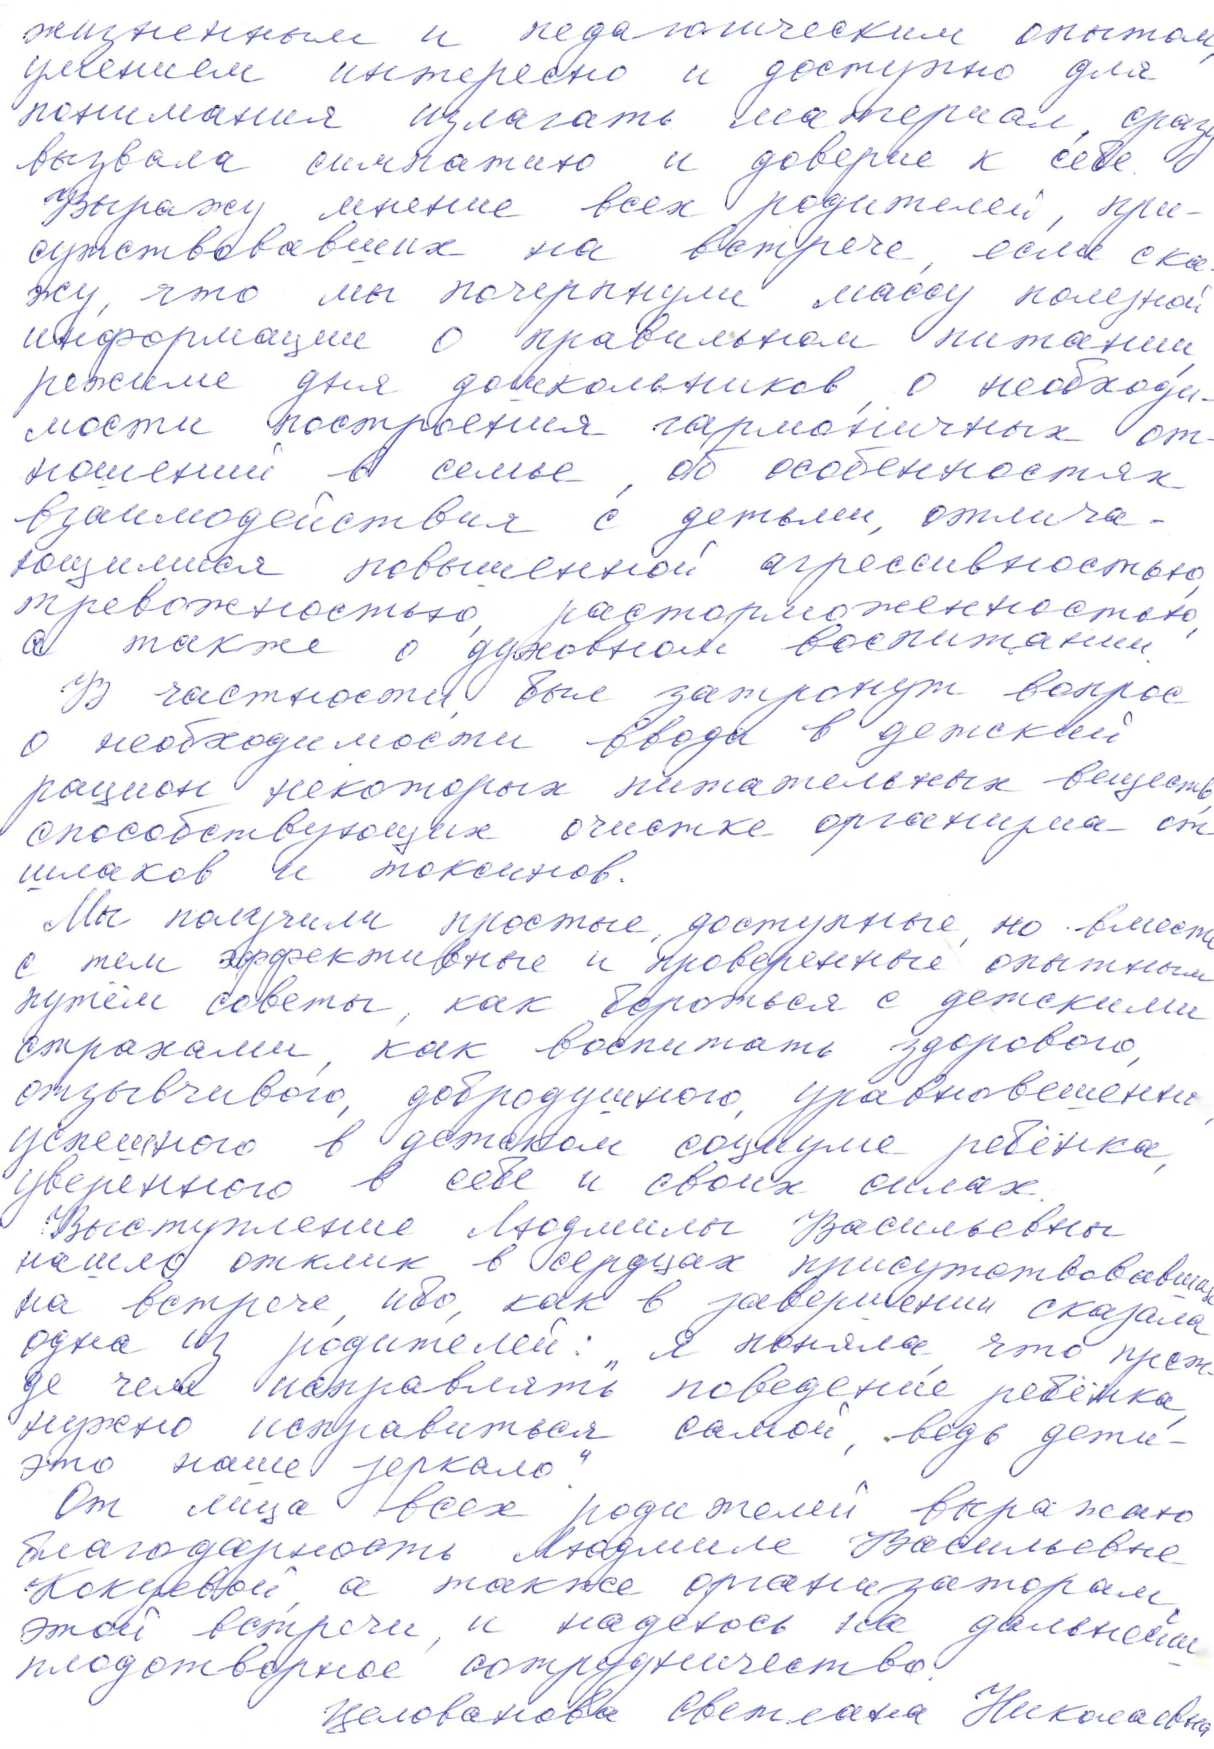 жизненным и педагогическим опытом,
умением интересно и доступно для
понимания излагать материал, сразу
вызвала симпатию и доверие к себе.
Выражу мнение всех родителей, при-
сутствовавших на встрече, если ска-
жу, что мы почерпнули массу полезной
информации о правильном питании,
режиме дня дошкольников, о необходи-
мости построения гармоничных от-
ношений в семье, об особенностях
взаимодействия с детьми, отлича-
ющимися повышенной агрессивностью,
тревожностью, расторможенностью,
а также о духовном воспитании.
В частности, был затронут вопрос
о необходимости ввода в детский
рацион некоторых питательных веществ,
способствующих очистке организма от
шлаков и токсинов.
Мы получили простые, доступные, но вместе
с тем эффективные и проверенные опытным
путём советы, как бороться с детскими
страхами, как воспитать здорового,
отзывчивого, добродушного, уравновешенн
успешного в детском социуме ребёнка,
уверенного в себе и своих силах.
Выступление Людмилы Васильевны
нашло отклик в сердцах присутствовавших
на встрече, ибо, как в завершении сказала
одна из родителей: „Я поняла, что преж-
де чем исправлять поведение ребёнка,
нужно исправиться самой, ведь дети-
это наше зеркало".
От лица всех родителей выражаю
благодарность Людмиле Васильевне
Кокуевой, а также организаторам
этой встречи, и надеюсь на дальнейш
плодотворное сотрудничество.
Целованова Светлана Николаевна